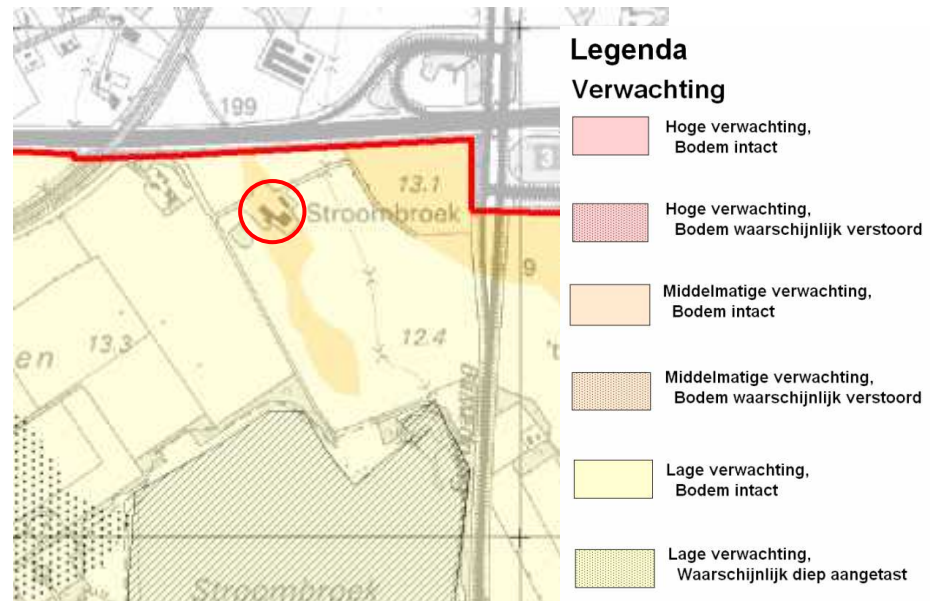 199
13.1
Stroombroek
9
12.4
en
13.3
't
Stroombroek
3
Legenda
Verwachting
Hoge verwachting,
Bodem intact
Hoge verwachting,
Bodem waarschijnlijk verstoord
Middelmatige verwachting,
Bodem intact
Middelmatige verwachting,
Bodem waarschijnlijk verstoord
Lage verwachting,
Bodem intact
Lage verwachting,
Waarschijnlijk diep aangetast